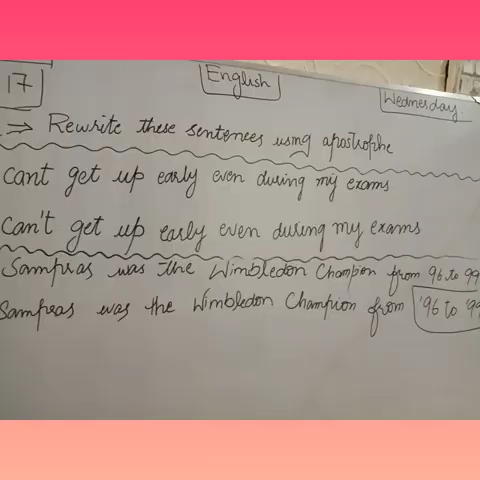 17
English
Wednesday.
⇒ Rewrite these sentences using apostrophe
cant get up early even during my exams
can't get up early even during my exams
Sampras was the Wimbledon Champion from 96 to 99
Sampras was the Wimbledon Champion from '96 to '99